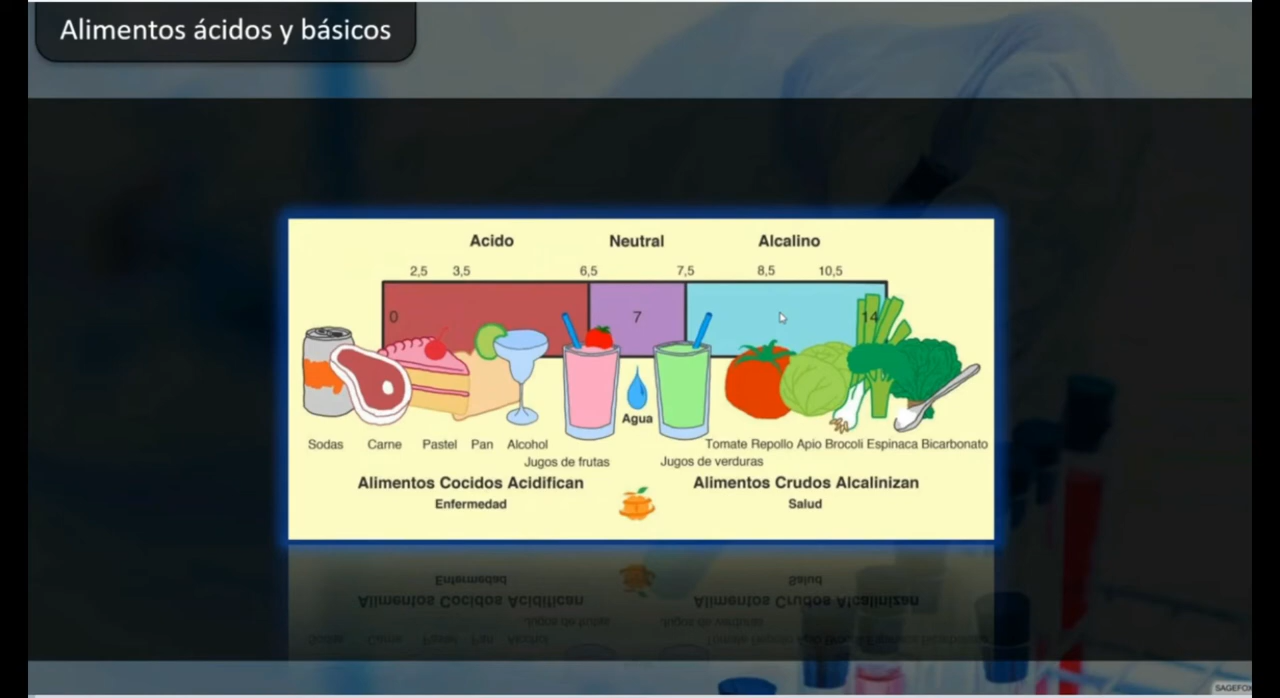 Alimentos ácidos y básicos
Acido Neutral Alcalino
2,5 3,5 6,5 7,5 8,5 10,5
0 7 14
Agua
Sodas Carne Pastel Pan Alcohol Tomate Repollo Apio Brocoli Espinaca Bicarbonato
Jugos de frutas Jugos de verduras
Alimentos Cocidos Acidifican Alimentos Crudos Alcalinizan
Enfermedad Salud
SAGEFOX